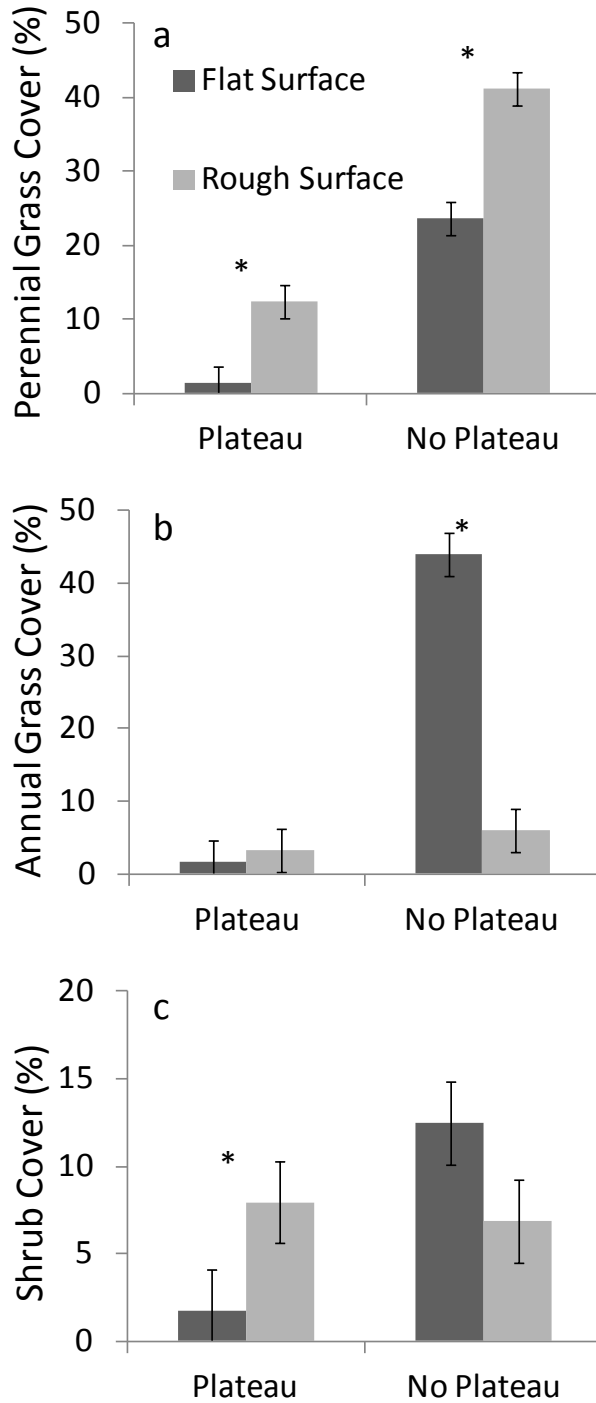 Perennial Grass Cover (%)
50
40
30
20
10
0
a
*
Flat Surface
Rough Surface
*
Plateau
No Plateau
Annual Grass Cover (%)
50
40
30
20
10
0
b
*
Plateau
No Plateau
Shrub Cover (%)
20
15
10
5
0
c
*
Plateau
No Plateau